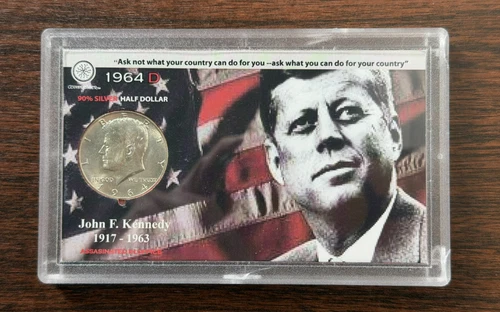 "Ask not what your country can do for you --ask what you can do for your country"
1964 D
90% SILVER HALF DOLLAR
L
B
Y
1964
John F. Kennedy
1917 - 1963